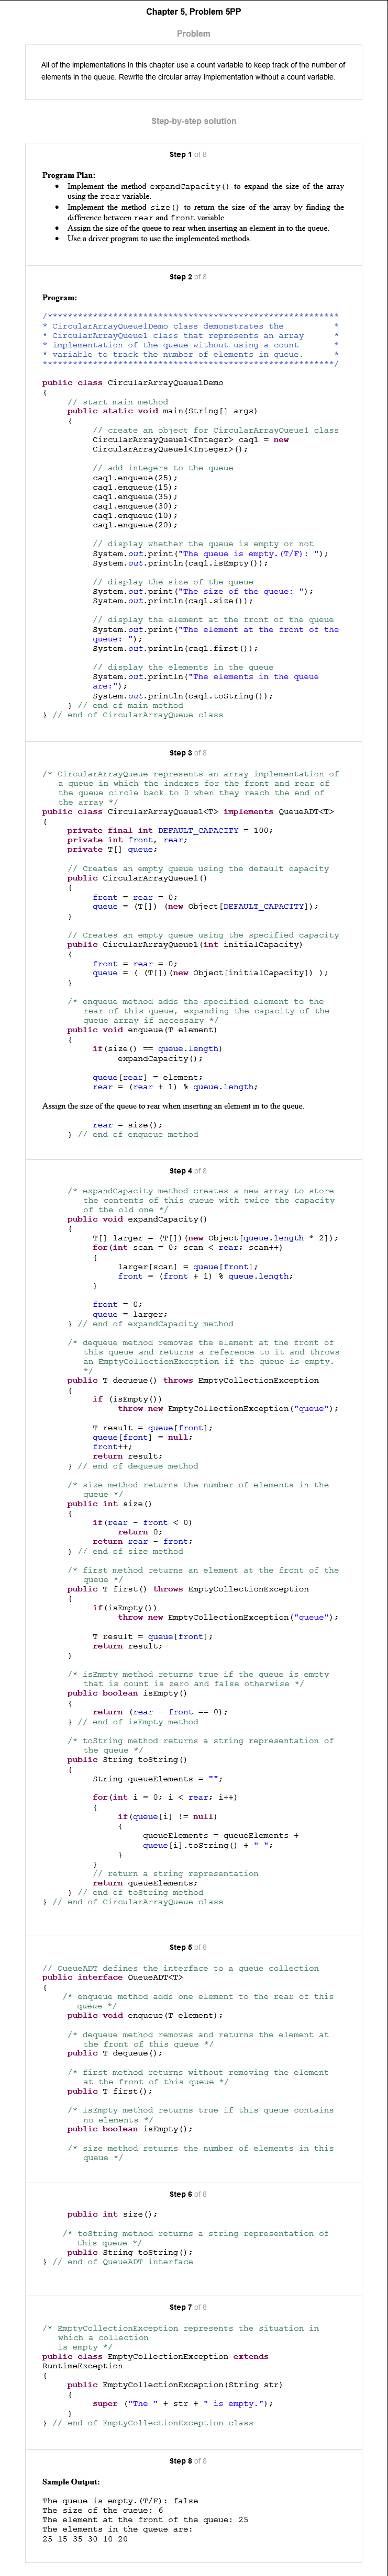 Chapter 5, Problem 5PP
Problem
All of the implementations in this chapter use a count variable to keep track of the number of
elements in the queue. Rewrite the circular array implementation without a count variable.
Step-by-step solution
Step 1 of 8
Program Plan:
• Implement the method expandCapacity() to expand the size of the array
using the rear variable.
• Implement the method size() to return the size of the array by finding the
difference between rear and front variable.
• Assign the size of the queue to rear when inserting an element in to the queue.
• Use a driver program to use the implemented methods.
Step 2 of 8
Program:
/**********************************************************
* CircularArrayQueue1Demo class demonstrates the *
* CircularArrayQueue1 class that represents an array *
* implementation of the queue without using a count *
* variable to track the number of elements in queue. *
**********************************************************/
public class CircularArrayQueue1Demo
{
// start main method
public static void main(String[] args)
{
// create an object for CircularArrayQueue1 class
CircularArrayQueue1<Integer> caq1 = new
CircularArrayQueue1<Integer>();
// add integers to the queue
caq1.enqueue(25);
caq1.enqueue(15);
caq1.enqueue(35);
caq1.enqueue(30);
caq1.enqueue(10);
caq1.enqueue(20);
// display whether the queue is empty or not
System.out.print("The queue is empty.(T/F): ");
System.out.println(caq1.isEmpty());
// display the size of the queue
System.out.print("The size of the queue: ");
System.out.println(caq1.size());
// display the element at the front of the queue
System.out.print("The element at the front of the
queue: ");
System.out.println(caq1.first());
// display the elements in the queue
System.out.println("The elements in the queue
are:");
System.out.println(caq1.toString());
} // end of main method
} // end of CircularArrayQueue class
Step 3 of 8
/* CircularArrayQueue represents an array implementation of
a queue in which the indexes for the front and rear of
the queue circle back to 0 when they reach the end of
the array */
public class CircularArrayQueue1<T> implements QueueADT<T>
{
private final int DEFAULT_CAPACITY = 100;
private int front, rear;
private T[] queue;
// Creates an empty queue using the default capacity
public CircularArrayQueue1()
{
front = rear = 0;
queue = (T[]) (new Object[DEFAULT_CAPACITY]);
}
// Creates an empty queue using the specified capacity
public CircularArrayQueue1(int initialCapacity)
{
front = rear = 0;
queue = ( (T[])(new Object[initialCapacity]) );
}
/* enqueue method adds the specified element to the
rear of this queue, expanding the capacity of the
queue array if necessary */
public void enqueue(T element)
{
if(size() == queue.length)
expandCapacity();
queue[rear] = element;
rear = (rear + 1) % queue.length;
Assign the size of the queue to rear when inserting an element in to the queue.
rear = size();
} // end of enqueue method
Step 4 of 8
/* expandCapacity method creates a new array to store
the contents of this queue with twice the capacity
of the old one */
public void expandCapacity()
{
T[] larger = (T[])(new Object[queue.length * 2]);
for(int scan = 0; scan < rear; scan++)
{
larger[scan] = queue[front];
front = (front + 1) % queue.length;
}
front = 0;
queue = larger;
} // end of expandCapacity method
/* dequeue method removes the element at the front of
this queue and returns a reference to it and throws
an EmptyCollectionException if the queue is empty.
*/
public T dequeue() throws EmptyCollectionException
{
if (isEmpty())
throw new EmptyCollectionException("queue");
T result = queue[front];
queue[front] = null;
front++;
return result;
} // end of dequeue method
/* size method returns the number of elements in the
queue */
public int size()
{
if(rear - front < 0)
return 0;
return rear - front;
} // end of size method
/* first method returns an element at the front of the
queue */
public T first() throws EmptyCollectionException
{
if(isEmpty())
throw new EmptyCollectionException("queue");
T result = queue[front];
return result;
}
/* isEmpty method returns true if the queue is empty
that is count is zero and false otherwise */
public boolean isEmpty()
{
return (rear - front == 0);
} // end of isEmpty method
/* toString method returns a string representation of
the queue */
public String toString()
{
String queueElements = "";
for(int i = 0; i < rear; i++)
{
if(queue[i] != null)
{
queueElements = queueElements +
queue[i].toString() + " ";
}
}
// return a string representation
return queueElements;
} // end of toString method
} // end of CircularArrayQueue class
Step 5 of 8
// QueueADT defines the interface to a queue collection
public interface QueueADT<T>
{
/* enqueue method adds one element to the rear of this
queue */
public void enqueue(T element);
/* dequeue method removes and returns the element at
the front of this queue */
public T dequeue();
/* first method returns without removing the element
at the front of this queue */
public T first();
/* isEmpty method returns true if this queue contains
no elements */
public boolean isEmpty();
/* size method returns the number of elements in this
queue */
Step 6 of 8
public int size();
/* toString method returns a string representation of
this queue */
public String toString();
} // end of QueueADT interface
Step 7 of 8
/* EmptyCollectionException represents the situation in
which a collection
is empty */
public class EmptyCollectionException extends
RuntimeException
{
public EmptyCollectionException(String str)
{
super ("The " + str + " is empty.");
}
} // end of EmptyCollectionException class
Step 8 of 8
Sample Output:
The queue is empty.(T/F): false
The size of the queue: 6
The element at the front of the queue: 25
The elements in the queue are:
25 15 35 30 10 20